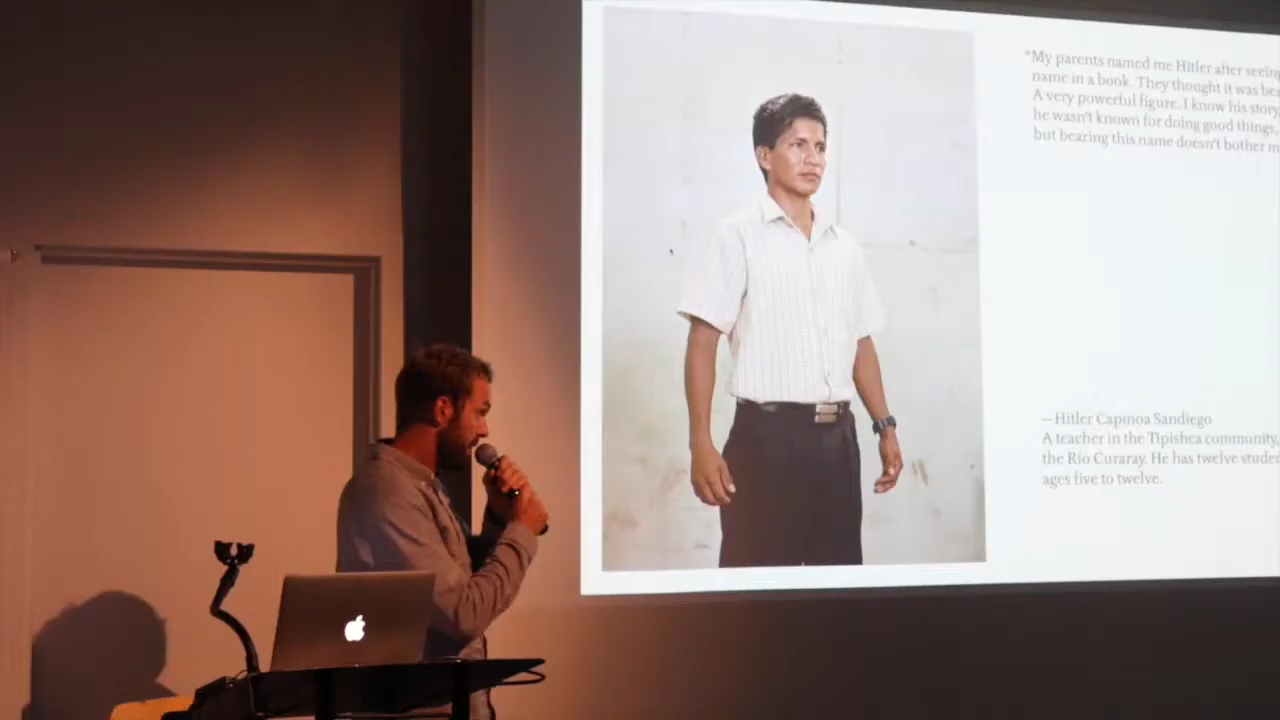 “My parents named me Hitler after seeing
name in a book. They thought it was
A very powerful figure. I know his story,
he wasn't known for doing good things,
but bearing this name doesn't bother
—Hitler Capinoa Sandiego
A teacher in the Tipishca community,
the Río Curaray. He has twelve
ages five to twelve.